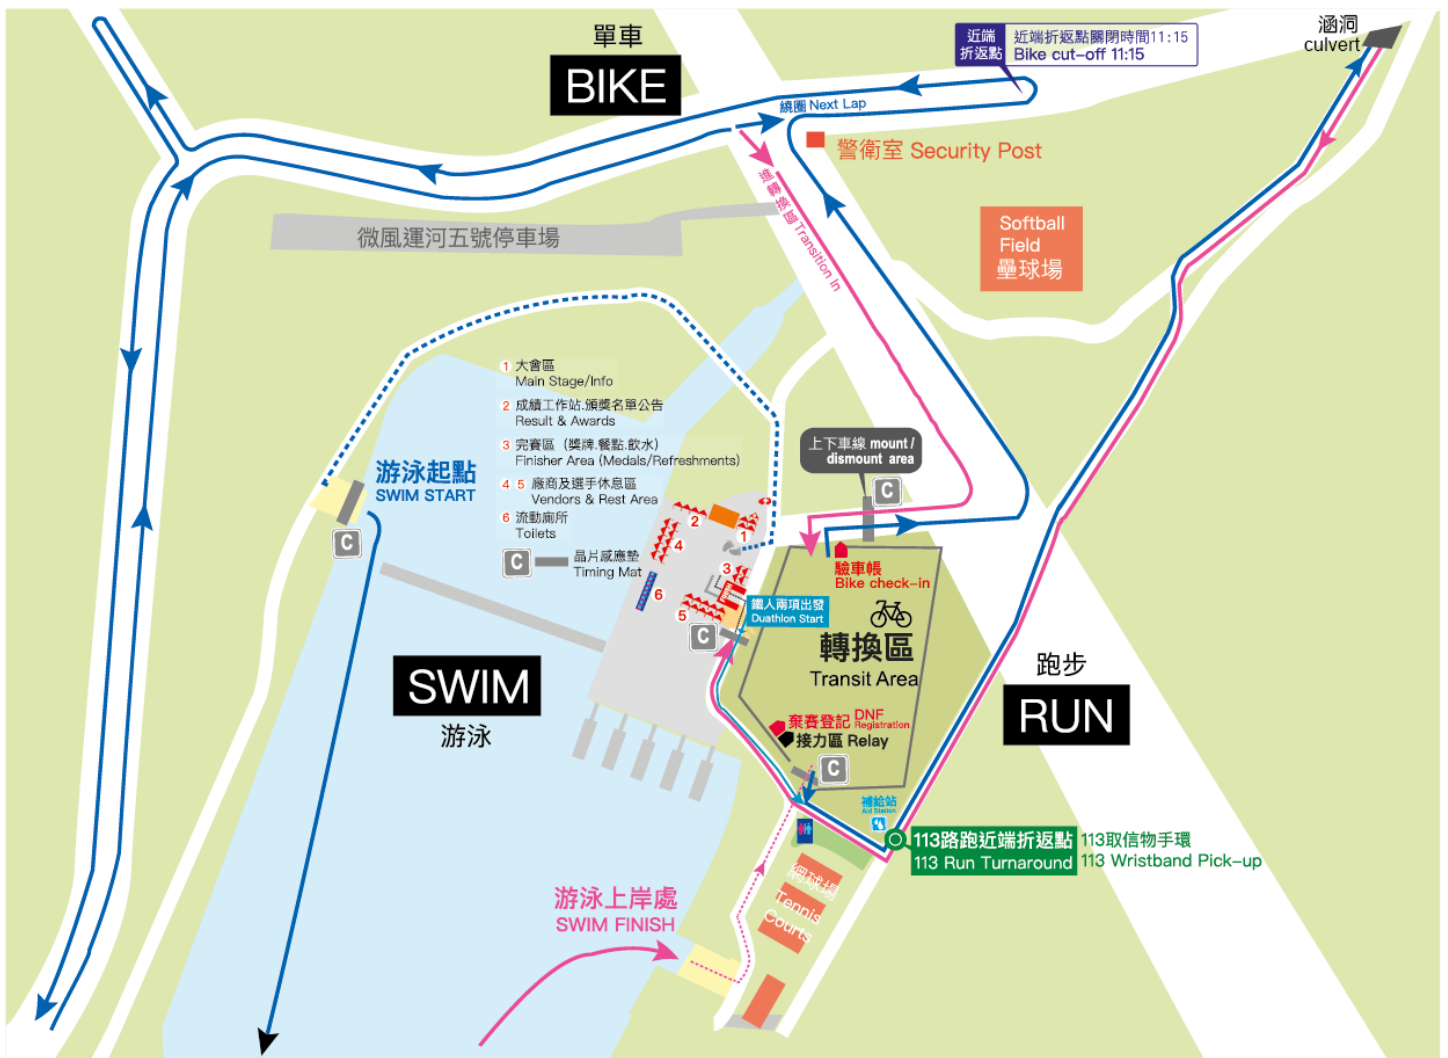 單車
BIKE
近端
折返點
近端折返點關閉時間11:15
Bike cut-off 11:15
涵洞
culvert
繞圈 Next Lap
警衛室 Security Post
進轉換區 Transition In
微風運河五號停車場
Softball
Field
壘球場
1 大會區
Main Stage/Info
2 成績工作站.頒獎名單公告
Result & Awards
3 完賽區（獎牌.餐點.飲水）
Finisher Area (Medals/Refreshments)
4 5 廠商及選手休息區
Vendors & Rest Area
6 流動廁所
Toilets
C 晶片感應墊
Timing Mat
游泳起點
SWIM START
C
上下車線 mount /
dismount area
C
2
1
4
3
6
5
C
驗車帳
Bike check-in
鐵人兩項出發
Duathlon Start
轉換區
Transit Area
SWIM
游泳
跑步
RUN
棄賽登記 DNF Registration
接力區 Relay
C
補給站
Aid Station
113路跑近端折返點
113 Run Turnaround
113取信物手環
113 Wristband Pick-up
網球場
Tennis
Courts
游泳上岸處
SWIM FINISH